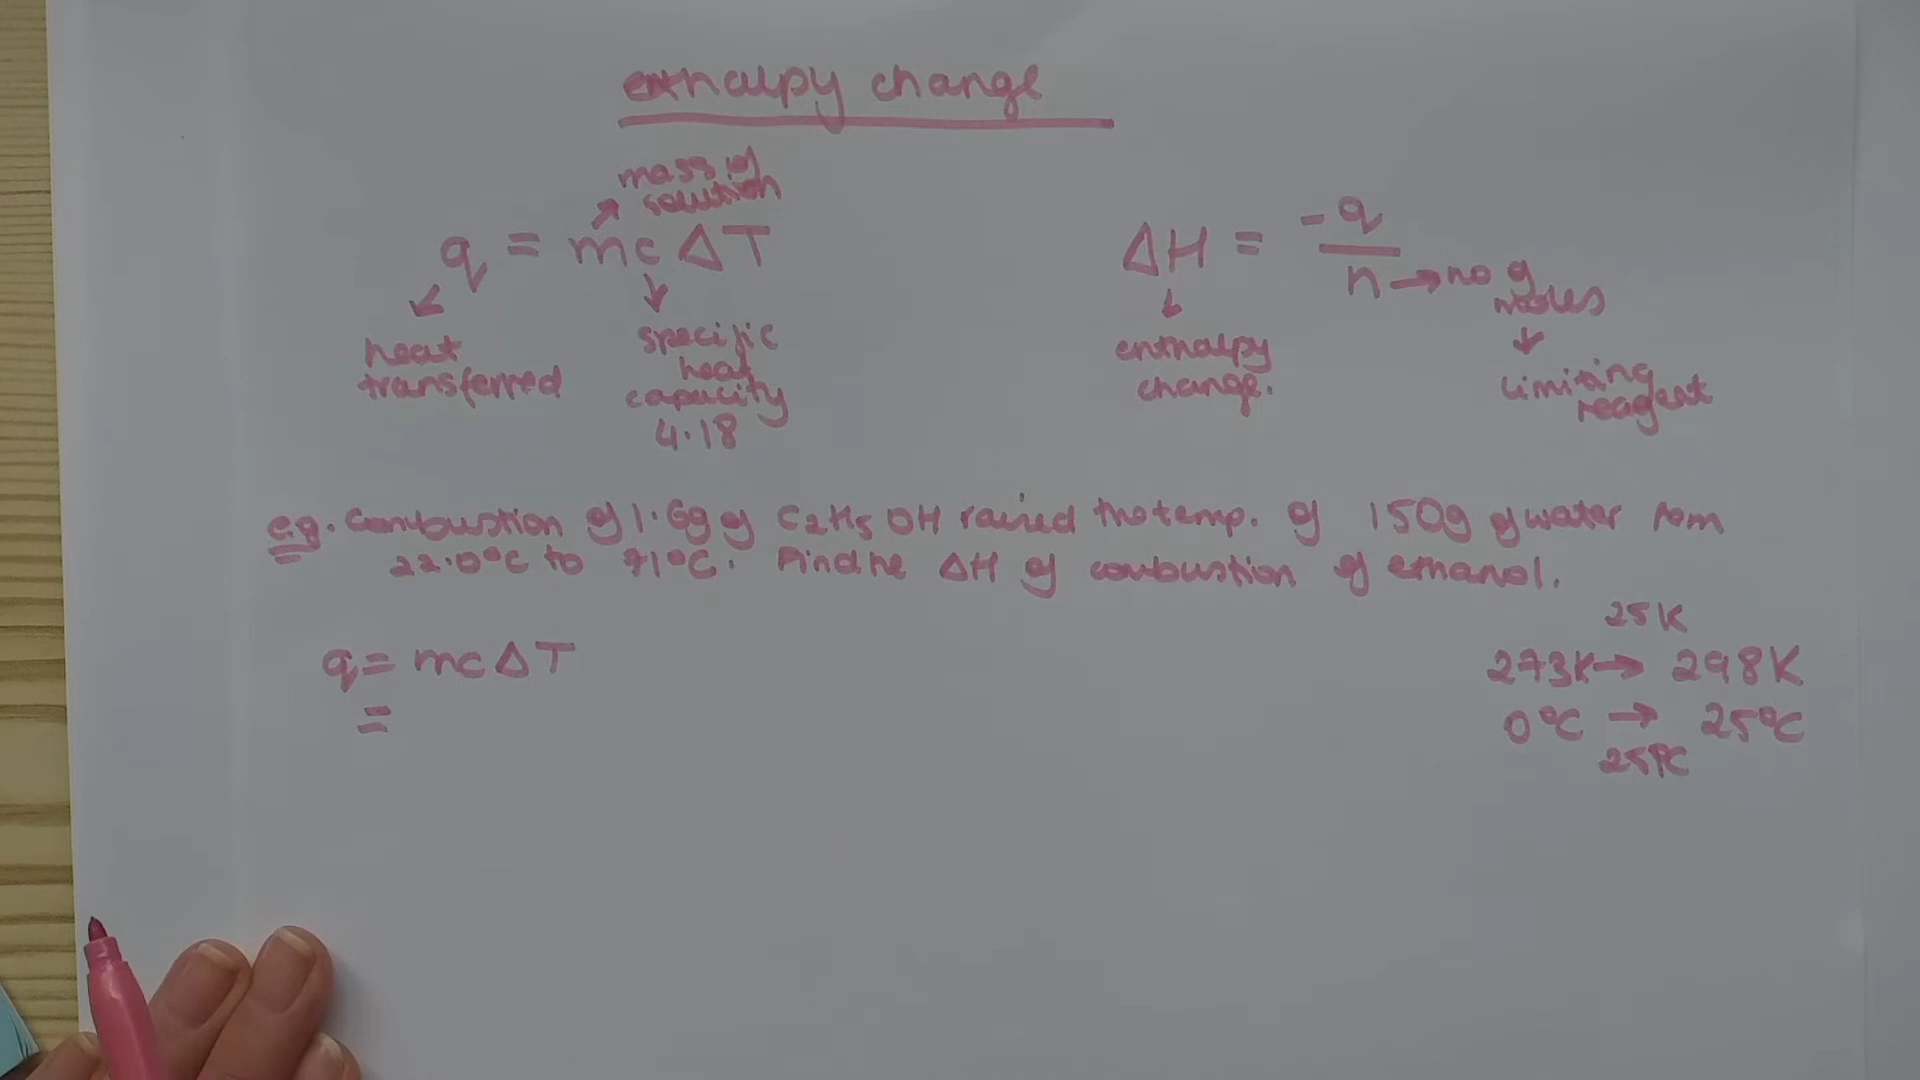 enthalpy change
mass of
solution
q = mcΔT
heat
transferred
specific
heat
capacity
4.18
ΔH = -q
n → no of
moles
enthalpy
change.
limiting
reagent
e.g. Combustion of 1.6g of C2H5OH raised the temp. of 150g of water from
22.0°C to 71°C. Find the ΔH of combustion of ethanol.
q = mcΔT
=
25K
273K → 298K
0°C → 25°C
25°C